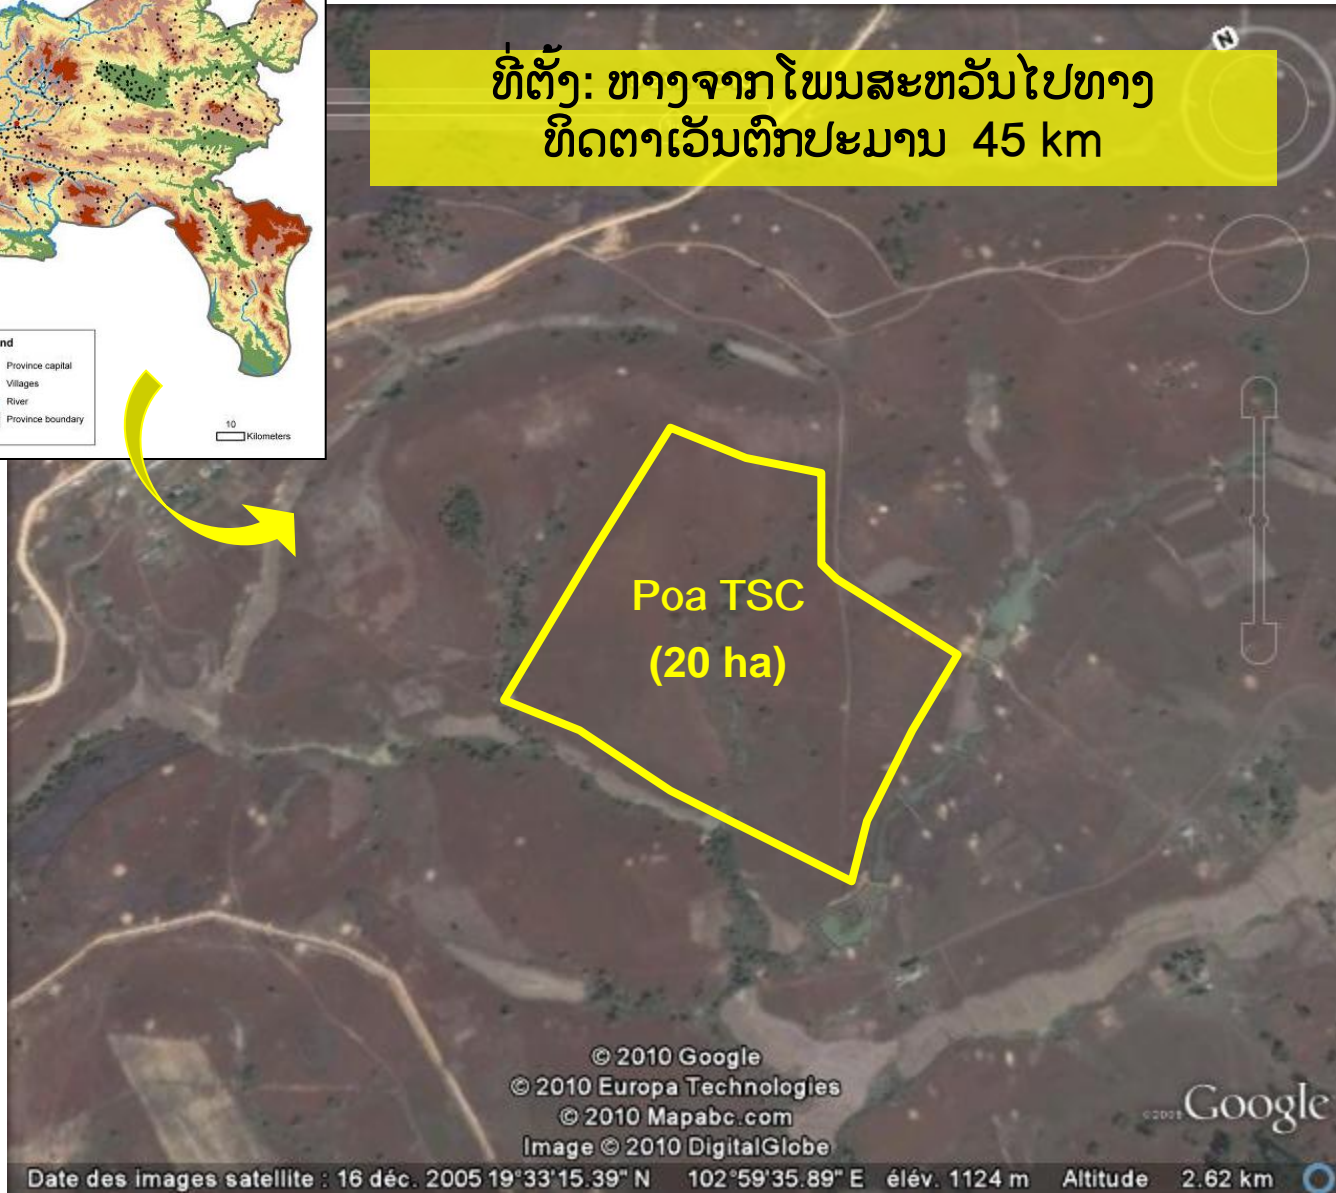 ທີ່ຕັ້ງ: ຫາງຈາກໂພນສະຫວັນໄປທາງ
ທິດຕາເວັນຕົກປະມານ 45 km
N
Province capital
Villages
River
Province boundary
10
Kilometers
Poa TSC
(20 ha)
© 2010 Google
© 2010 Europa Technologies
© 2010 Mapabc.com
Image © 2010 DigitalGlobe
Google
Date des images satellite : 16 déc. 2005 19°33'15.39" N 102°59'35.89" E élév. 1124 m Altitude 2.62 km